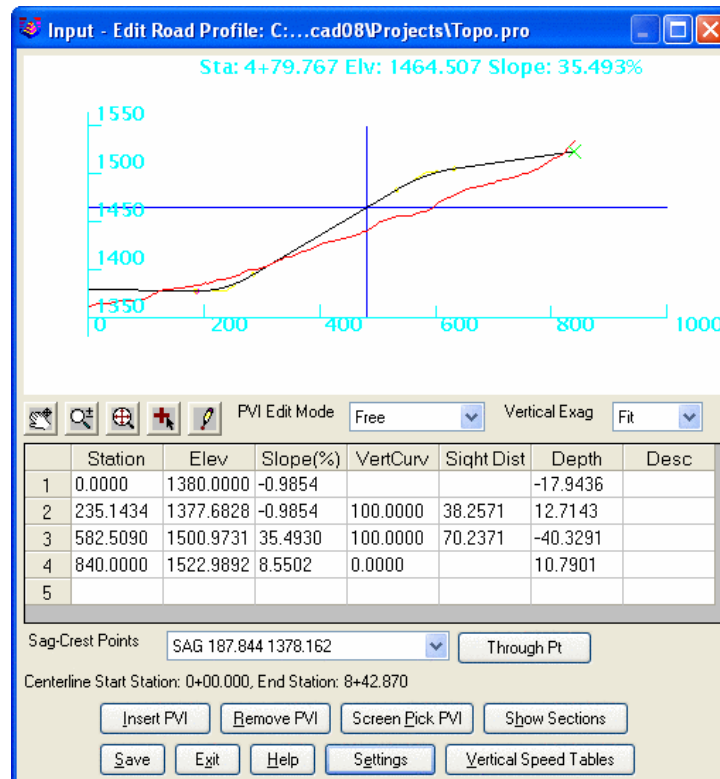 Input - Edit Road Profile: C:...cad08\Projects\Topo.pro
Sta: 4+79.767 Elv: 1464.507 Slope: 35.493%
1550
1500
1450
1400
1350
0 200 400 600 800 1000
PVI Edit Mode Free Vertical Exag Fit
Station Elev Slope(%) VertCurv Sight Dist Depth Desc
1 0.0000 1380.0000 -0.9854 -17.9436
2 235.1434 1377.6828 -0.9854 100.0000 38.2571 12.7143
3 582.5090 1500.9731 35.4930 100.0000 70.2371 -40.3291
4 840.0000 1522.9892 8.5502 0.0000 10.7901
5
Sag-Crest Points SAG 187.844 1378.162 Through Pt
Centerline Start Station: 0+00.000, End Station: 8+42.870
Insert PVI Remove PVI Screen Pick PVI Show Sections
Save Exit Help Settings Vertical Speed Tables